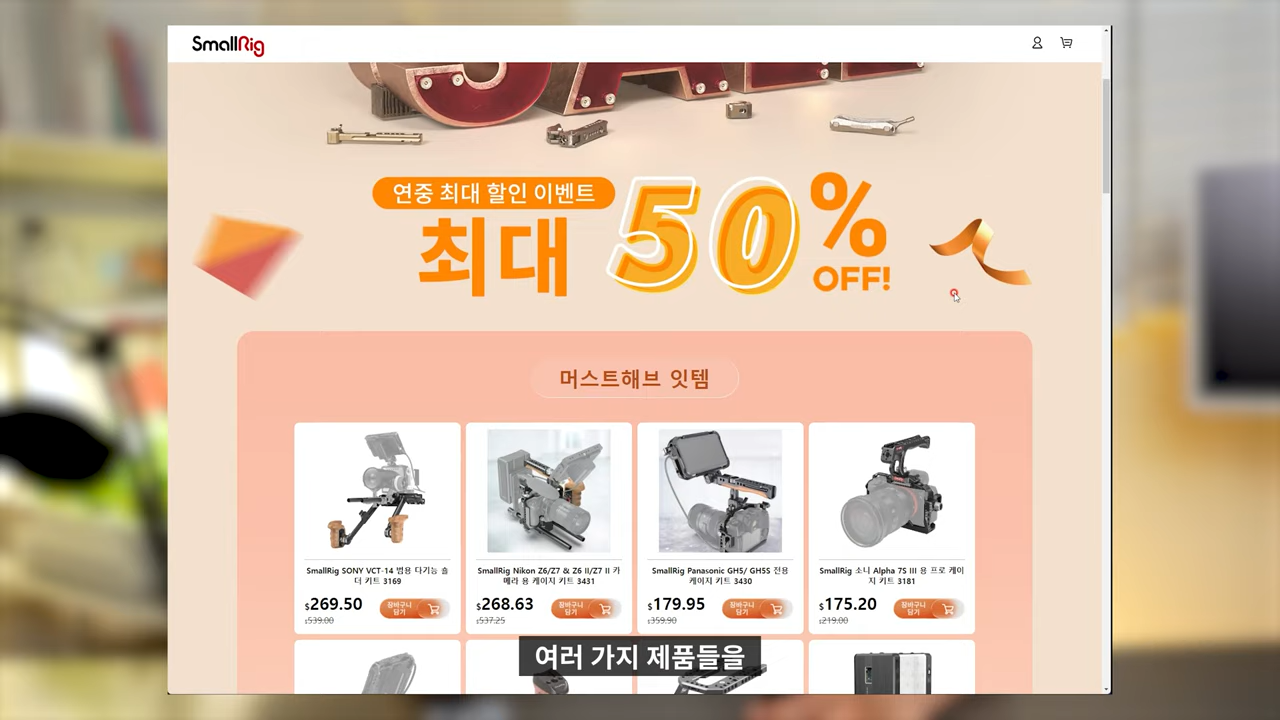 SmallRig
SALE
연중 최대 할인 이벤트
최대 50%
OFF!
머스트해브 잇템
SmallRig SONY VCT-14 범용 다기능 숄
더 키트 3169
$269.50
장바구니
담기
$539.00
SmallRig Nikon Z6/Z7 & Z6 II/Z7 II 카
메라 용 케이지 키트 3431
$268.63
장바구니
담기
$537.25
SmallRig Panasonic GH5/ GH5S 전용
케이지 키트 3430
$179.95
장바구니
담기
$359.90
SmallRig 소니 Alpha 7S III 용 프로 케이
지 키트 3181
$175.20
장바구니
담기
$219.00
여러 가지 제품들을